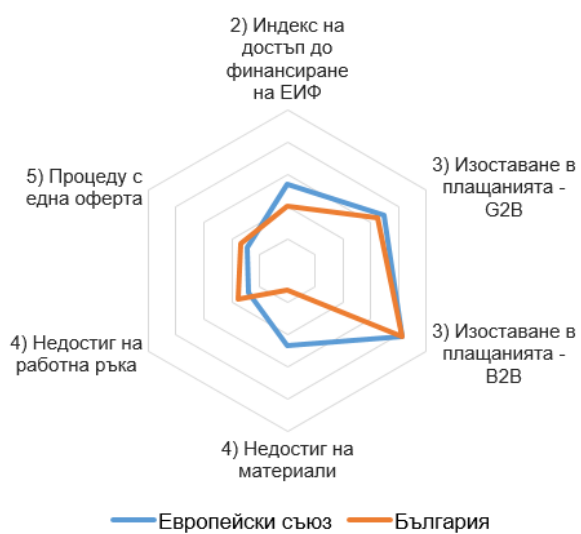 2) Индекс на
достъп до
финансиране
на ЕИФ
3) Изоставане в
плащанията -
G2B
3) Изоставане в
плащанията -
B2B
4) Недостиг на
материали
4) Недостиг на
работна ръка
5) Процеду с
една оферта
Европейски съюз
България